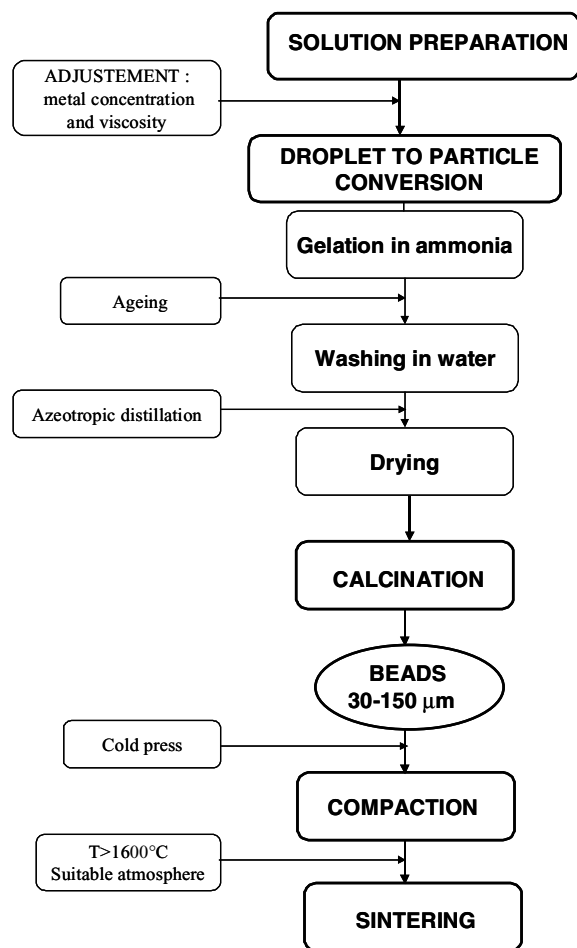 SOLUTION PREPARATION
ADJUSTEMENT :
metal concentration
and viscosity
DROPLET TO PARTICLE
CONVERSION
Gelation in ammonia
Ageing
Washing in water
Azeotropic distillation
Drying
CALCINATION
BEADS
30-150 μm
Cold press
COMPACTION
T>1600°C
Suitable atmosphere
SINTERING